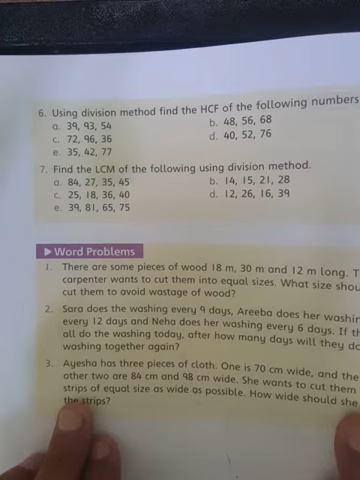 6. Using division method find the HCF of the following numbers
a. 39, 93, 54 b. 48, 56, 68
c. 72, 96, 36 d. 40, 52, 76
e. 35, 42, 77
7. Find the LCM of the following using division method.
a. 84, 27, 35, 45 b. 14, 15, 21, 28
c. 25, 18, 36, 40 d. 12, 26, 16, 39
e. 39, 81, 65, 75
▶ Word Problems
1. There are some pieces of wood 18 m, 30 m and 12 m long. T
carpenter wants to cut them into equal sizes. What size shou
cut them to avoid wastage of wood?
2. Sara does the washing every 9 days, Areeba does her washin
every 12 days and Neha does her washing every 6 days. If th
all do the washing today, after how many days will they do
washing together again?
3. Ayesha has three pieces of cloth. One is 70 cm wide, and the
other two are 84 cm and 98 cm wide. She wants to cut them
strips of equal size as wide as possible. How wide should she
the strips?